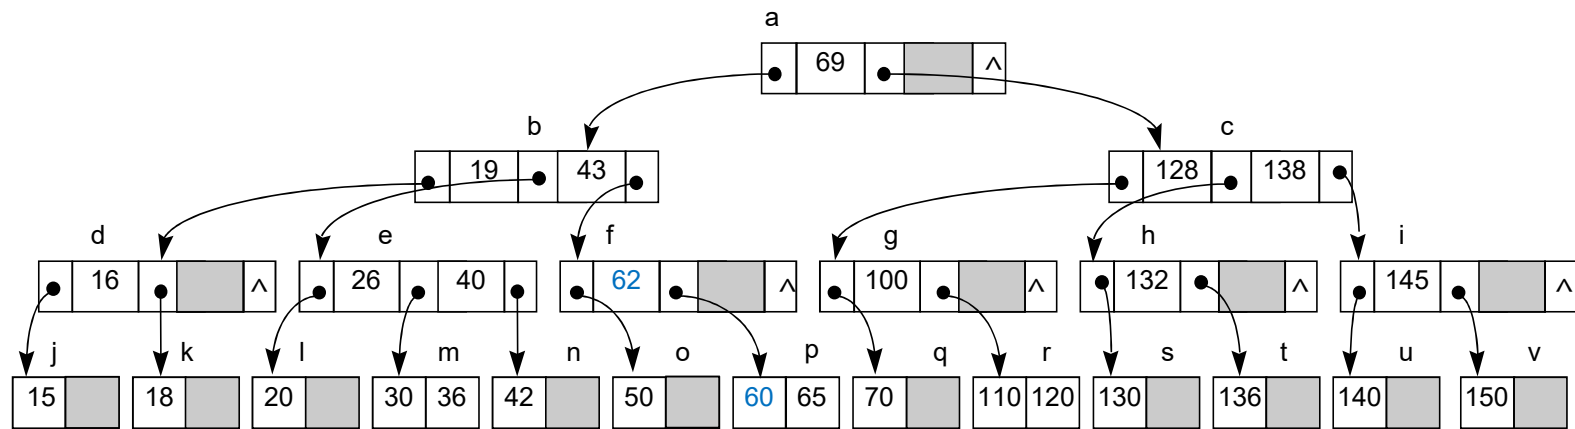 a
69 ^
b c
19 43 128 138
d e f g h i
16 ^ 26 40 62 ^ 100 ^ 132 ^ 145 ^
j k l m n o p q r s t u v
15 18 20 30 36 42 50 60 65 70 110 120 130 136 140 150